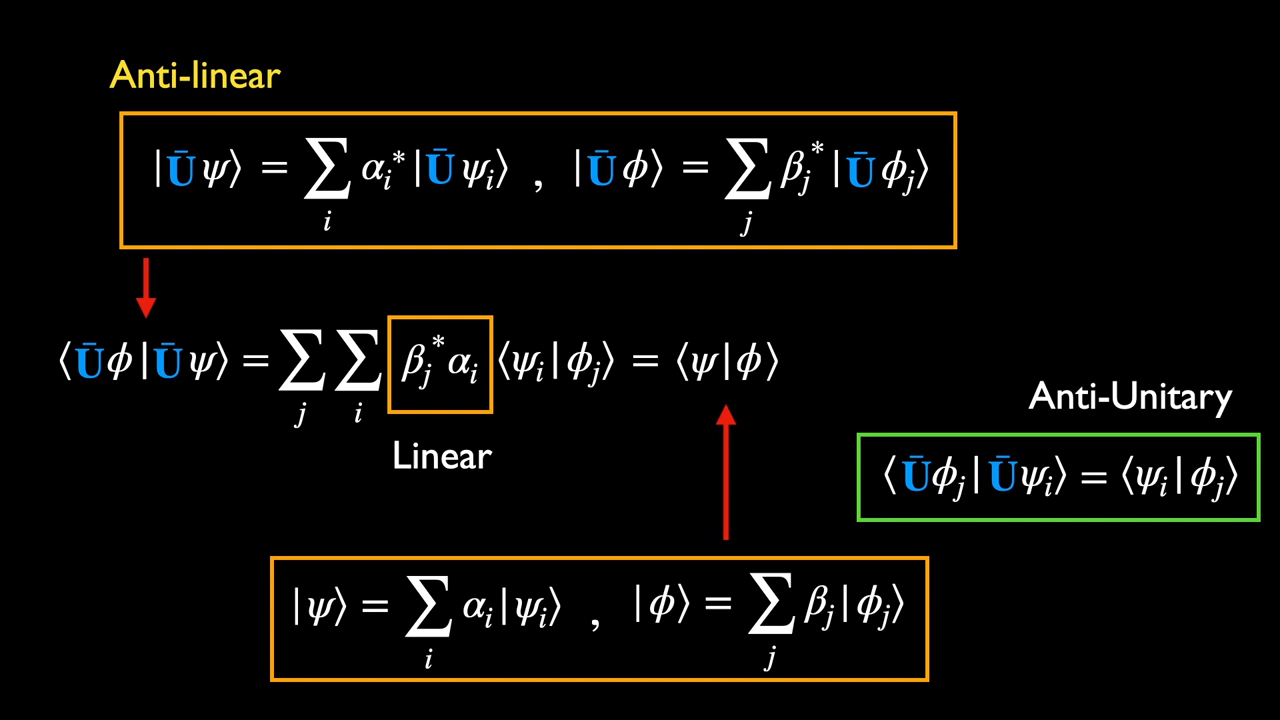 Anti-linear
|Ūψ⟩ = ∑_i α_i^* |Ūψ_i⟩ , |Ūϕ⟩ = ∑_j β_j^* |Ūϕ_j⟩
⟨Ūϕ|Ūψ⟩ = ∑_j ∑_i β_j^* α_i ⟨ψ_i|ϕ_j⟩ = ⟨ψ|ϕ⟩
Linear
Anti-Unitary
⟨Ūϕ_j|Ūψ_i⟩ = ⟨ψ_i|ϕ_j⟩
|ψ⟩ = ∑_i α_i |ψ_i⟩ , |ϕ⟩ = ∑_j β_j |ϕ_j⟩